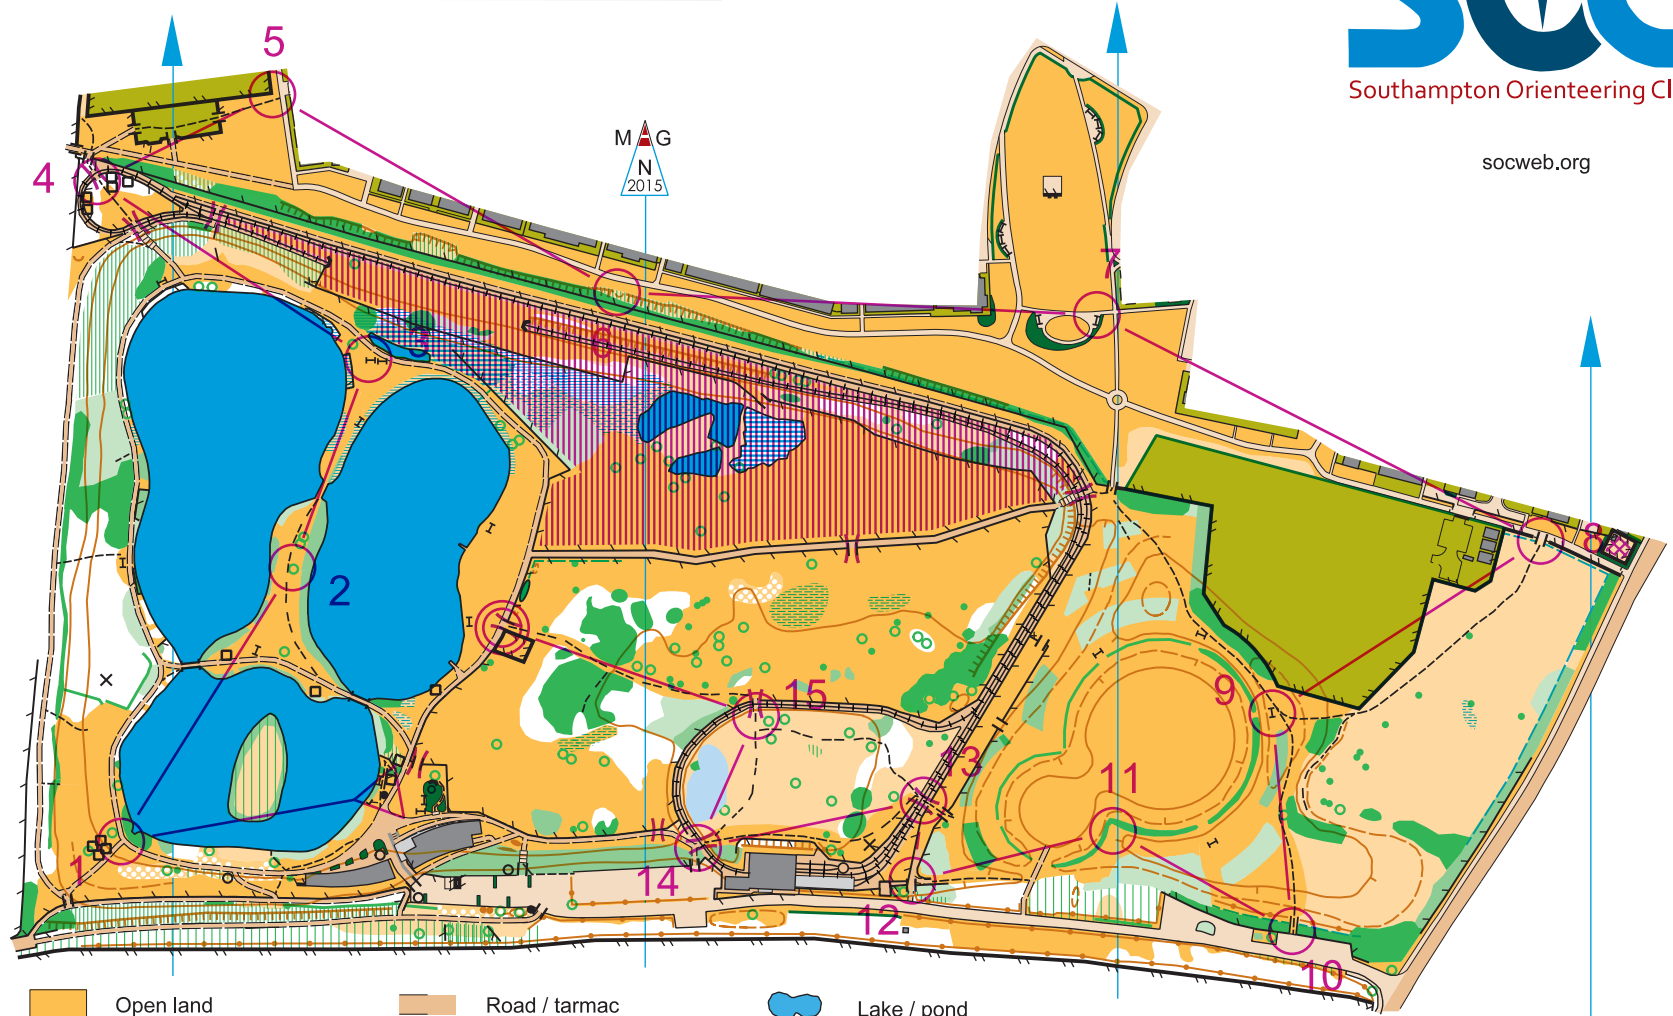 SOC
Southampton Orienteering Cl
socweb.org
M G
N
2015
5
4
7
3
6
2
8
9
15
13
11
1
14
12
10
Open land
Road / tarmac
Lake / pond